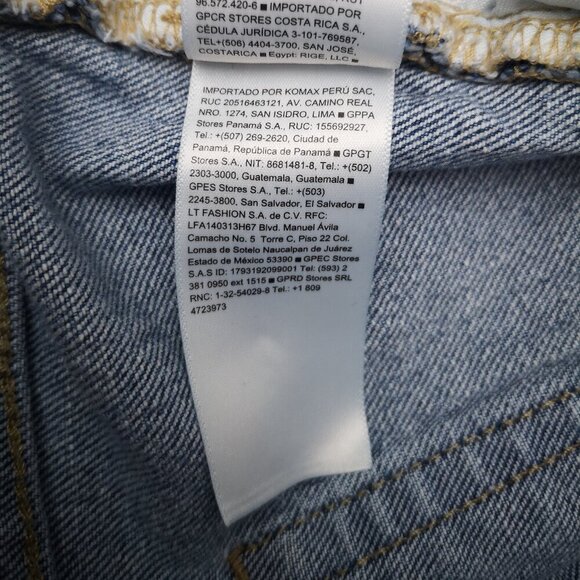 96.572.420-6 ■ IMPORTADO POR
GPCR STORES COSTA RICA S.A.,
CÉDULA JURÍDICA 3-101-769587,
TEL+(506) 4404-3700, SAN JOSÉ,
COSTARICA ■ Egypt: RIGE, LLC ■
IMPORTADO POR KOMAX PERÚ SAC,
RUC 20516463121, AV. CAMINO REAL
NRO. 1274, SAN ISIDRO, LIMA ■ GPPA
Stores Panamá S.A., RUC: 155692927,
Tel.: +(507) 269-2620, Ciudad de
Panamá, República de Panamá ■ GPGT
Stores S.A., NIT: 8681481-8, Tel.: +(502)
2303-3000, Guatemala, Guatemala ■
GPES Stores S.A., Tel.: +(503)
2245-3800, San Salvador, El Salvador ■
LT FASHION S.A. de C.V. RFC:
LFA140313H67 Blvd. Manuel Ávila
Camacho No. 5 Torre C, Piso 22 Col.
Lomas de Sotelo Naucalpan de Juárez
Estado de México 53390 ■ GPEC Stores
S.A.S ID: 1793192099001 Tel: (593) 2
381 0950 ext 1515 ■ GPRD Stores SRL
RNC: 1-32-54029-8 Tel.: +1 809
4723973